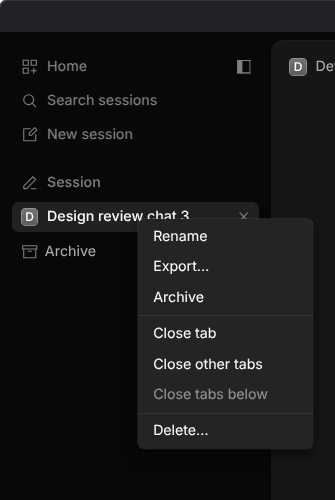 Home
D
Search sessions
New session
Session
D Design review chat 3
Archive
Rename
Export...
Archive
Close tab
Close other tabs
Close tabs below
Delete...